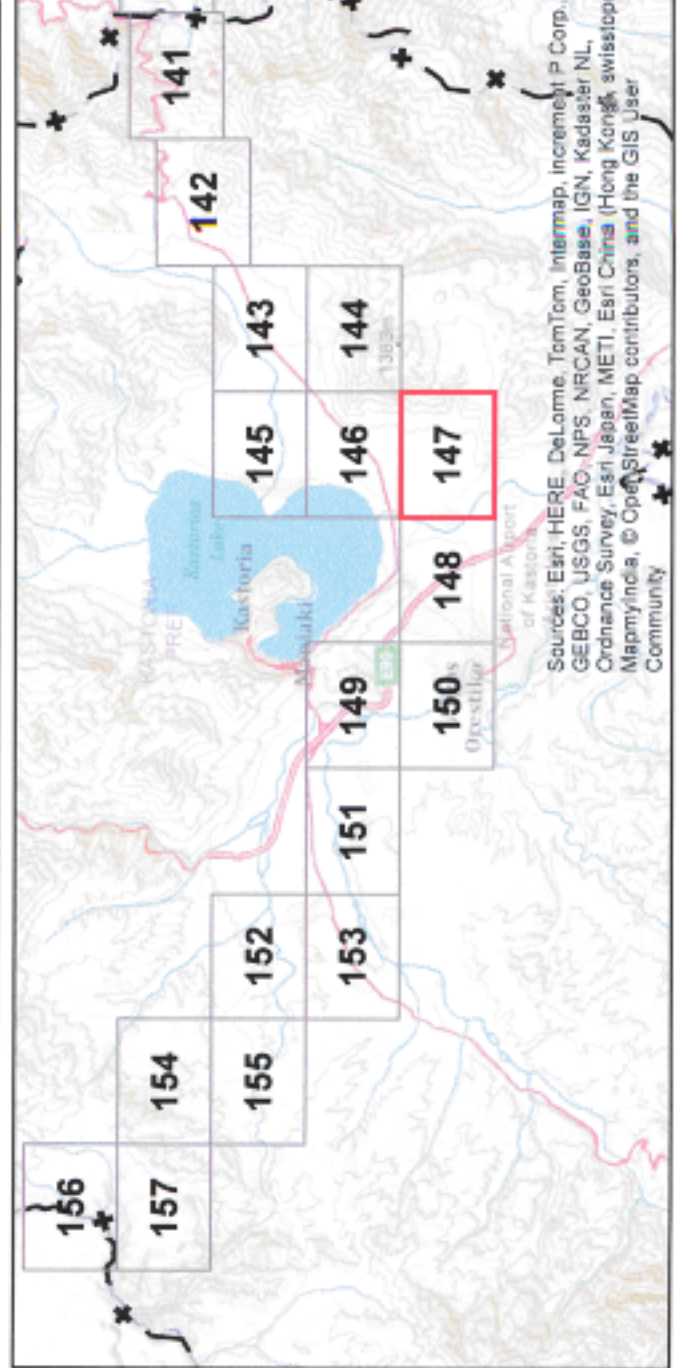 156
157
154
155
152
153
151
149
150
148
147
145
146
143
144
142
141
KASTORIA
PREF
Kastoria
Lake
Kastoria
Orestiko
National Airport
of Kastoria
Sources: Esri, HERE, DeLorme, TomTom, Intermap, increment P Corp.,
GEBCO, USGS, FAO, NPS, NRCAN, GeoBase, IGN, Kadaster NL,
Ordnance Survey, Esri Japan, METI, Esri China (Hong Kong), swisstopo
MapmyIndia, © OpenStreetMap contributors, and the GIS User
Community